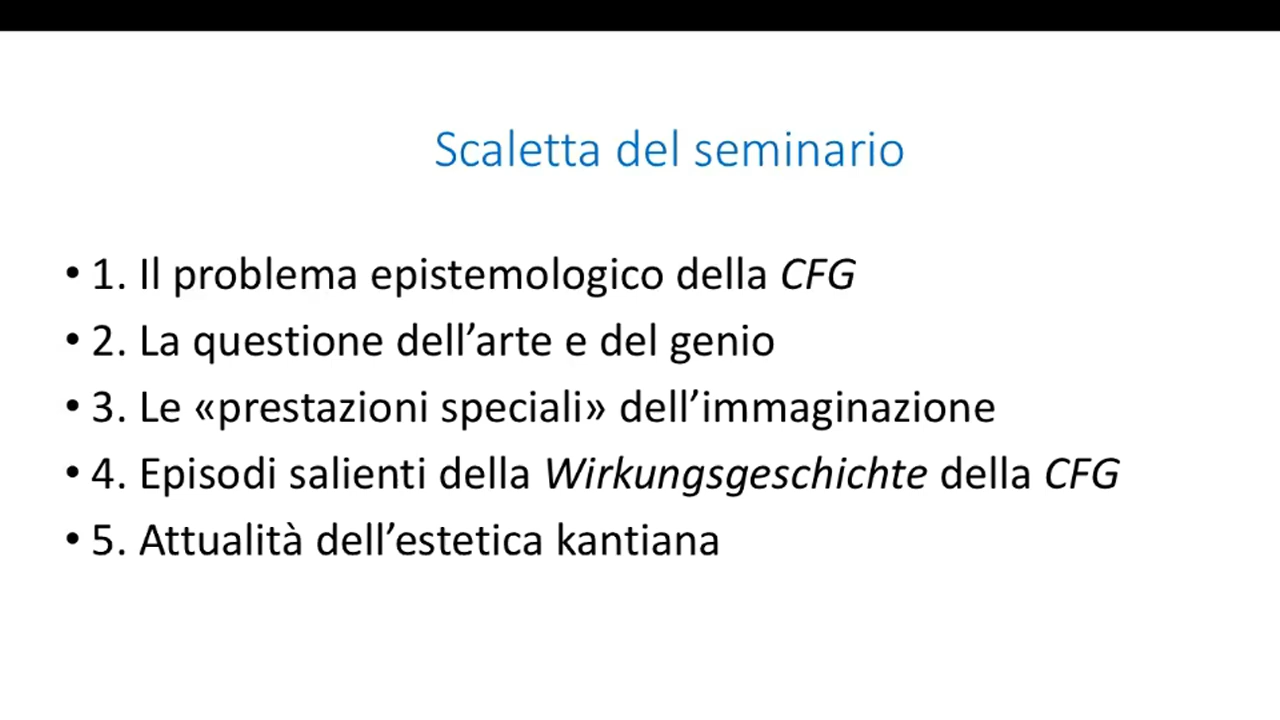 Scaletta del seminario
• 1. Il problema epistemologico della CFG
• 2. La questione dell’arte e del genio
• 3. Le «prestazioni speciali» dell’immaginazione
• 4. Episodi salienti della Wirkungsgeschichte della CFG
• 5. Attualità dell’estetica kantiana